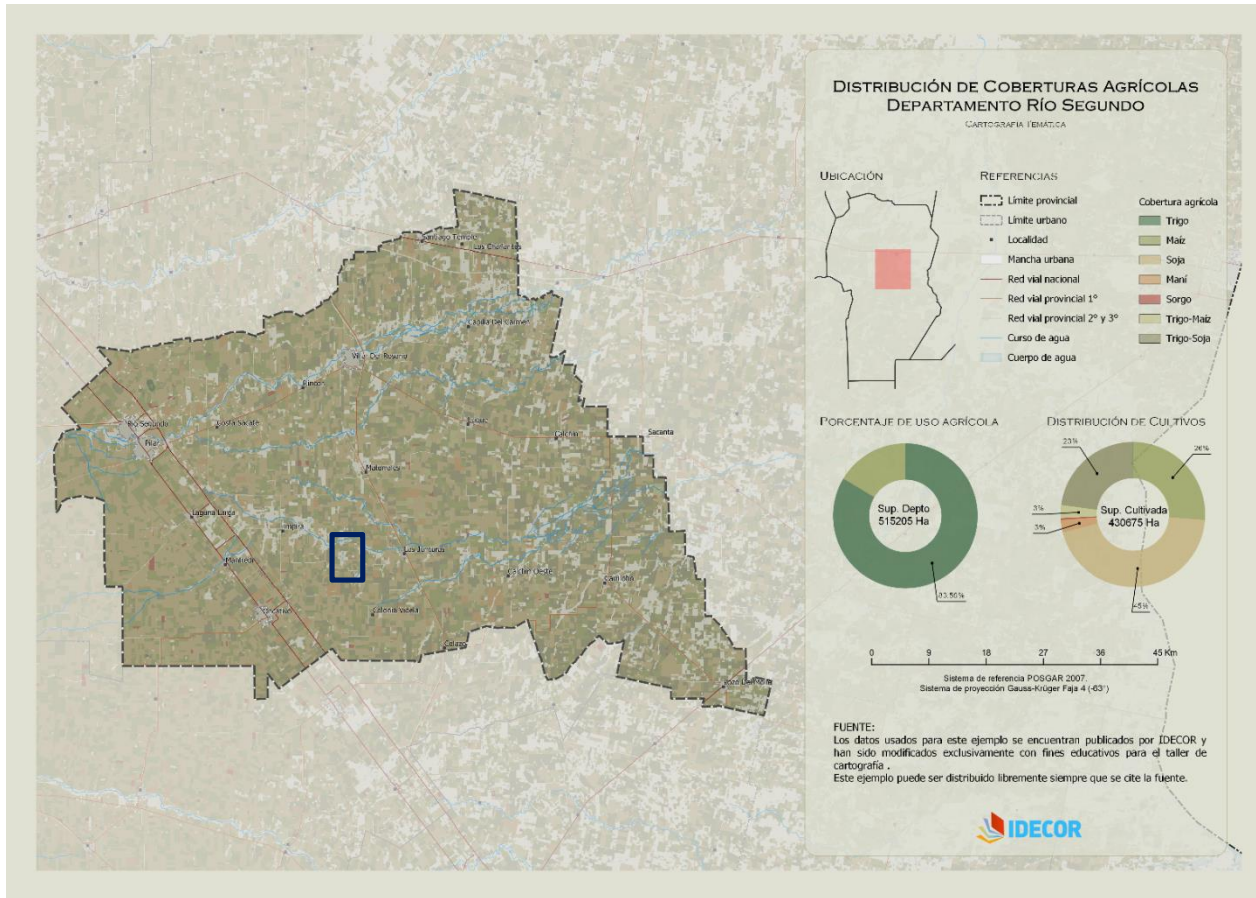 DISTRIBUCIÓN DE COBERTURAS AGRÍCOLAS
DEPARTAMENTO RÍO SEGUNDO
CARTOGRAFÍA TEMÁTICA
UBICACIÓN
REFERENCIAS
Límite provincial
Límite urbano
Localidad
Mancha urbana
Red vial nacional
Red vial provincial 1°
Red vial provincial 2° y 3°
Curso de agua
Cuerpo de agua
Cobertura agrícola
Trigo
Maíz
Soja
Maní
Sorgo
Trigo-Maíz
Trigo-Soja
PORCENTAJE DE USO AGRÍCOLA
Sup. Depto
515205 Ha
DISTRIBUCIÓN DE CULTIVOS
23%
26%
3%
3%
45%
Sup. Cultivada
430675 Ha
0 9 18 27 36 45 Km
Sistema de referencia POSGAR 2007.
Sistema de proyección Gauss-Krüger Faja 4 (-63°)
FUENTE:
Los datos usados para este ejemplo se encuentran publicados por IDECOR y
han sido modificados exclusivamente con fines educativos para el taller de
cartografía .
Este ejemplo puede ser distribuido libremente siempre que se cite la fuente.
IDECOR
Santiago Temple
Los Chañaritos
Capilla Del Carmen
Villa Del Rosario
Rincón
Río Segundo
Costa Sacate
Pilar
Calchín
Sacanta
Matorrales
Laguna Larga
Impira
Manfredi
Las Junturas
Calchín Oeste
Carrilobo
Oncativo
Colonia Videla
Colazo